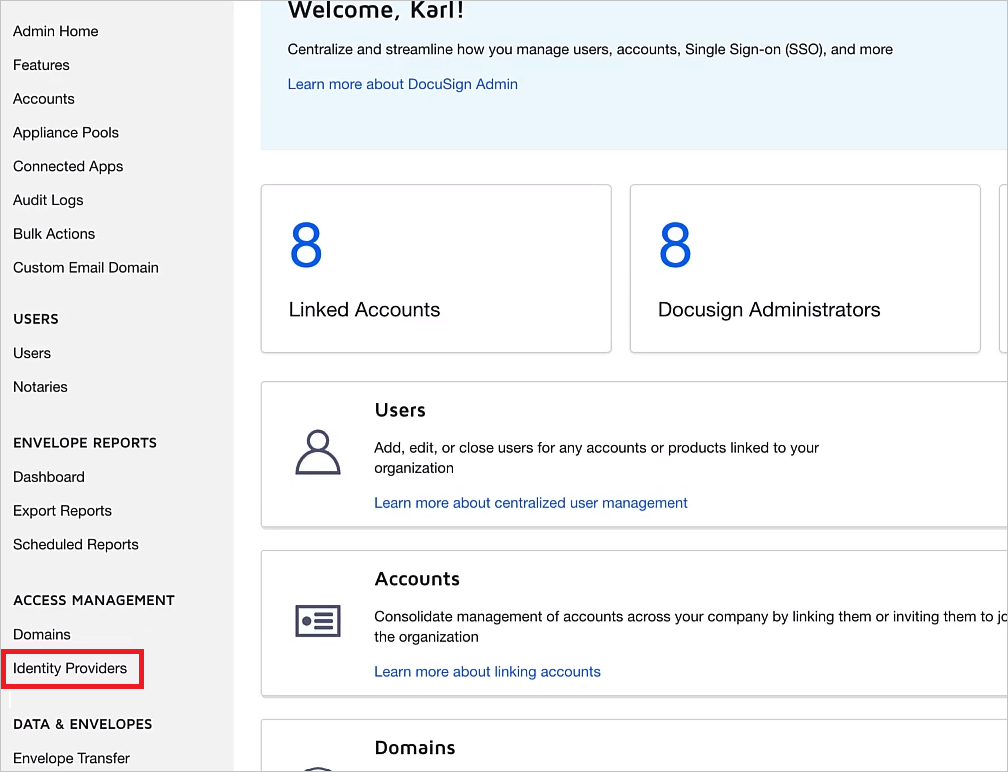 Admin Home
Features
Accounts
Appliance Pools
Connected Apps
Audit Logs
Bulk Actions
Custom Email Domain
USERS
Users
Notaries
ENVELOPE REPORTS
Dashboard
Export Reports
Scheduled Reports
ACCESS MANAGEMENT
Domains
Identity Providers
DATA & ENVELOPES
Envelope Transfer
Welcome, Karl!
Centralize and streamline how you manage users, accounts, Single Sign-on (SSO), and more
Learn more about DocuSign Admin
8
Linked Accounts
8
Docusign Administrators
Users
Add, edit, or close users for any accounts or products linked to your
organization
Learn more about centralized user management
Accounts
Consolidate management of accounts across your company by linking them or inviting them to jo
the organization
Learn more about linking accounts
Domains